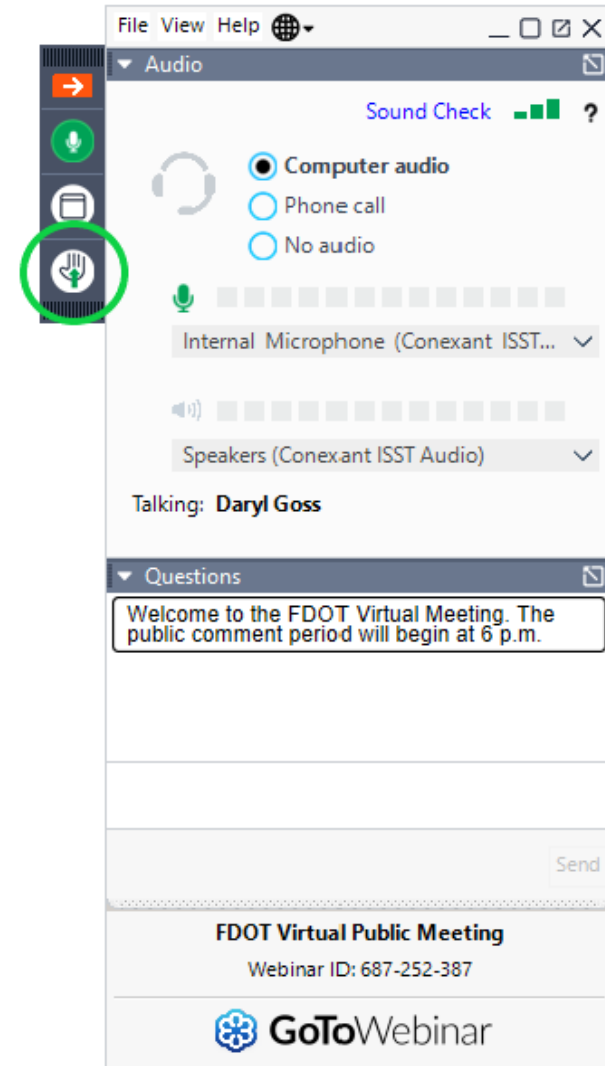 File View Help
Audio
Sound Check ?
Computer audio
Phone call
No audio
Internal Microphone (Conexant ISST...
Speakers (Conexant ISST Audio)
Talking: Daryl Goss
Questions
Welcome to the FDOT Virtual Meeting. The
public comment period will begin at 6 p.m.
Send
FDOT Virtual Public Meeting
Webinar ID: 687-252-387
GoToWebinar